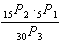 ₁₅P₂ · ₅P₁
₃₀P₃